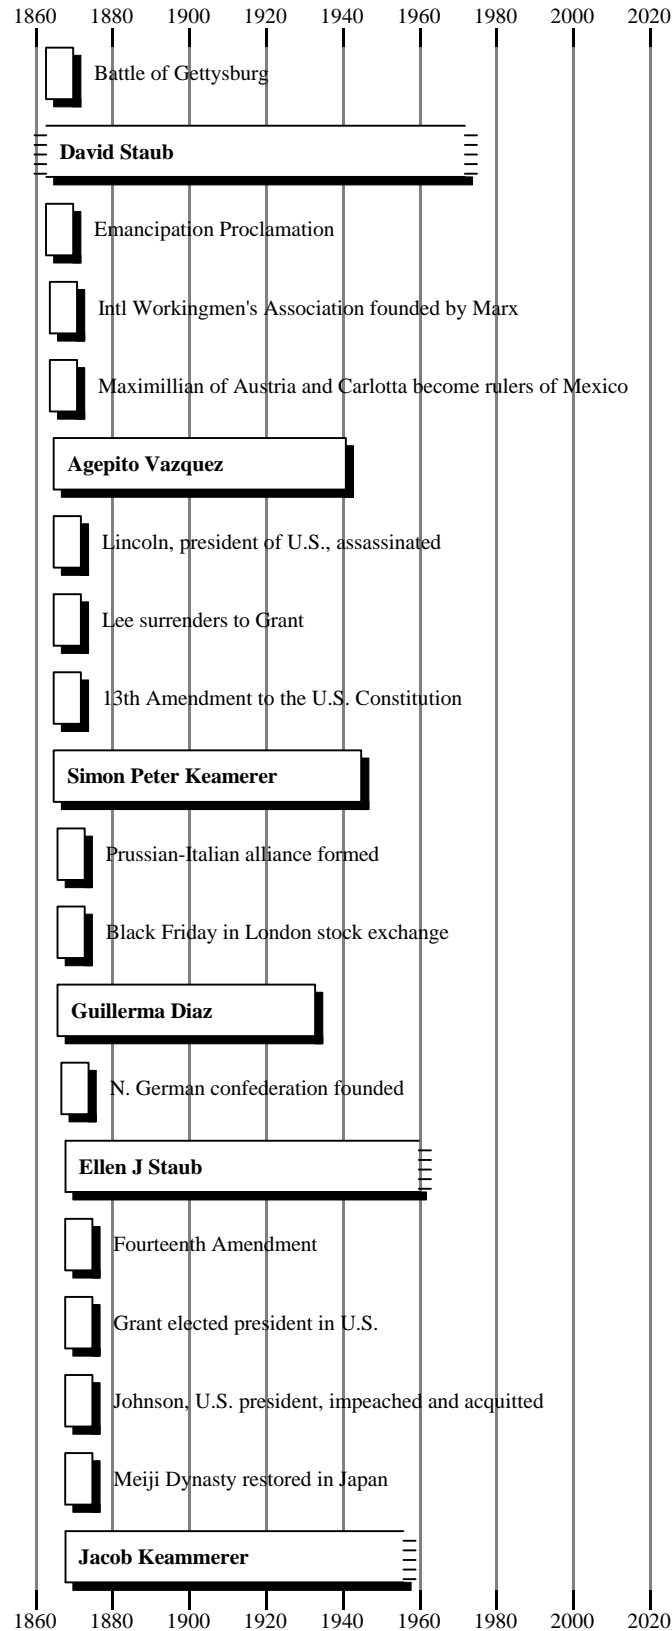 1860 1880 1900 1920 1940 1960 1980 2000 2020
Battle of Gettysburg
David Staub
Emancipation Proclamation
Intl Workingmen's Association founded by Marx
Maximillian of Austria and Carlotta become rulers of Mexico
Agepito Vazquez
Lincoln, president of U.S., assassinated
Lee surrenders to Grant
13th Amendment to the U.S. Constitution
Simon Peter Keamerer
Prussian-Italian alliance formed
Black Friday in London stock exchange
Guillerma Diaz
N. German confederation founded
Ellen J Staub
Fourteenth Amendment
Grant elected president in U.S.
Johnson, U.S. president, impeached and acquitted
Meiji Dynasty restored in Japan
Jacob Keammerer
1860 1880 1900 1920 1940 1960 1980 2000 2020